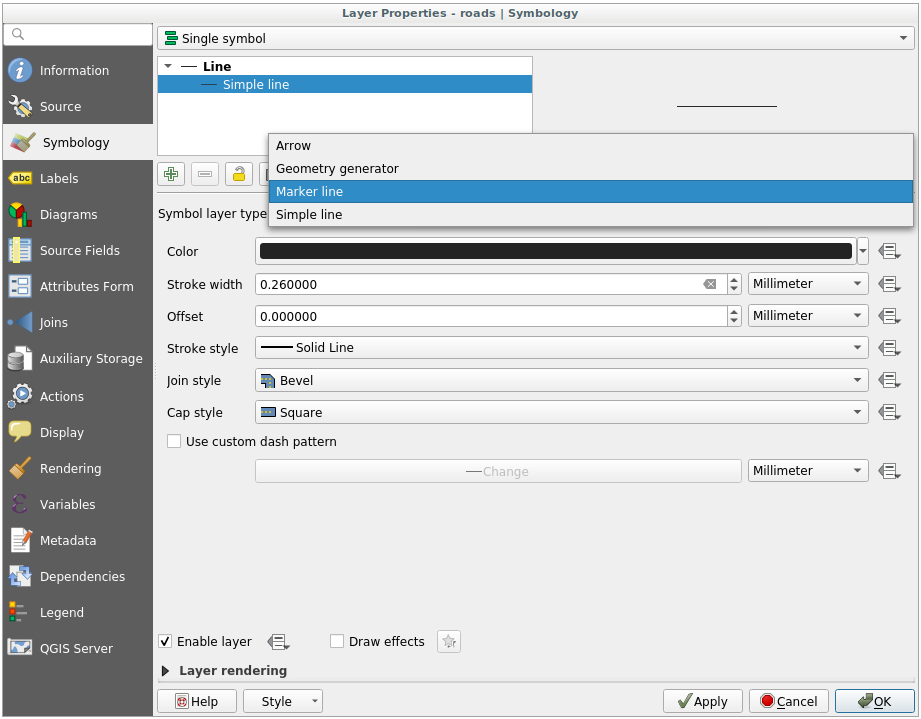 Layer Properties - roads | Symbology
Single symbol
Information
Source
Symbology
Labels
Diagrams
Source Fields
Attributes Form
Joins
Auxiliary Storage
Actions
Display
Rendering
Variables
Metadata
Dependencies
Legend
QGIS Server
Line
Simple line
Arrow
Geometry generator
Marker line
Simple line
Symbol layer type
Color
Stroke width 0.260000 Millimeter
Offset 0.000000 Millimeter
Stroke style Solid Line
Join style Bevel
Cap style Square
Use custom dash pattern
Change Millimeter
Enable layer Draw effects
Layer rendering
Help Style Apply Cancel OK
abc